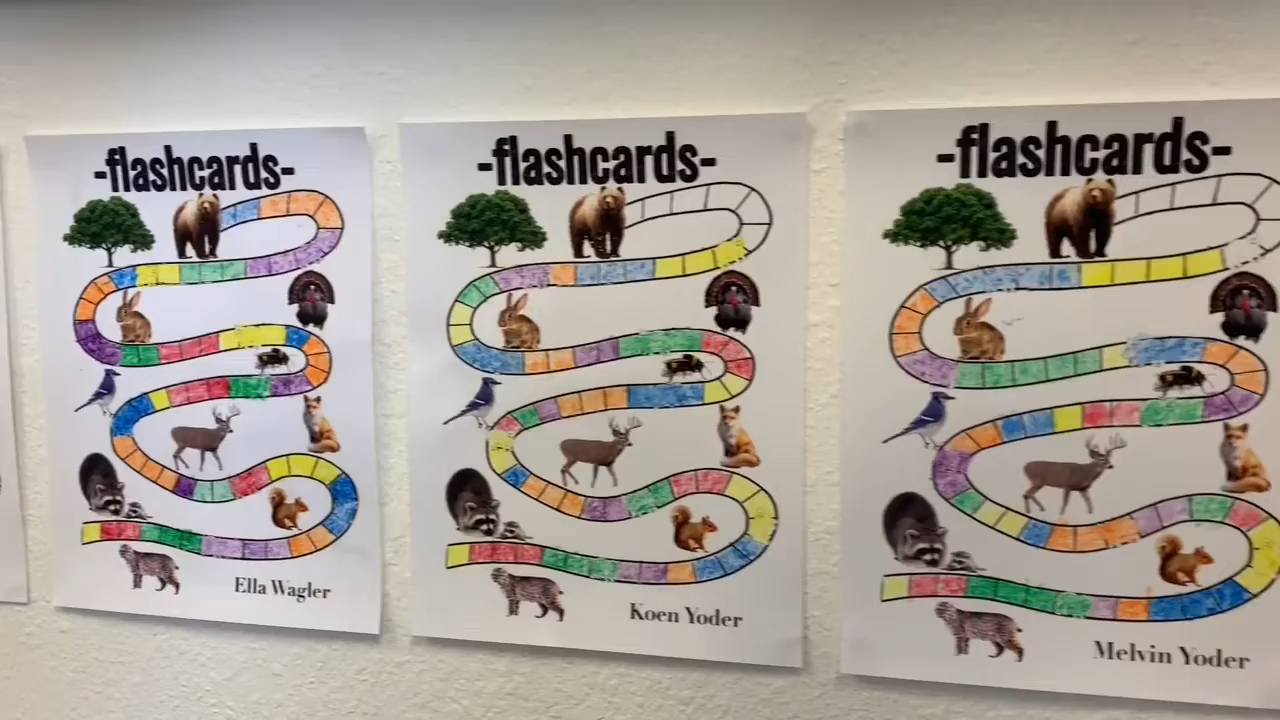 -flashcards-
Ella Wagler
-flashcards-
Koen Yoder
-flashcards-
Melvin Yoder